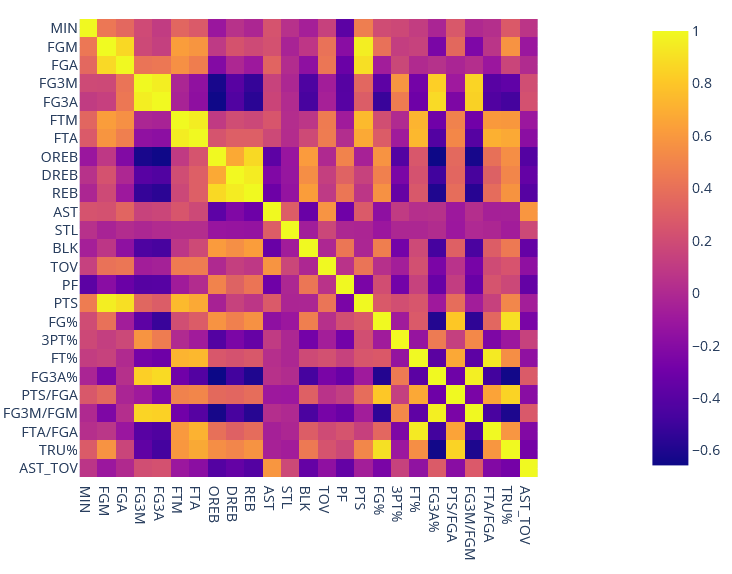 MIN
FGM
FGA
FG3M
FG3A
FTM
FTA
OREB
DREB
REB
AST
STL
BLK
TOV
PF
PTS
FG%
3PT%
FT%
FG3A%
PTS/FGA
FG3M/FGM
FTA/FGA
TRU%
AST_TOV
MIN
FGM
FGA
FG3M
FG3A
FTM
FTA
OREB
DREB
REB
AST
STL
BLK
TOV
PF
PTS
FG%
3PT%
FT%
FG3A%
PTS/FGA
FG3M/FGM
FTA/FGA
TRU%
AST_TOV
1
0.8
0.6
0.4
0.2
0
−0.2
−0.4
−0.6